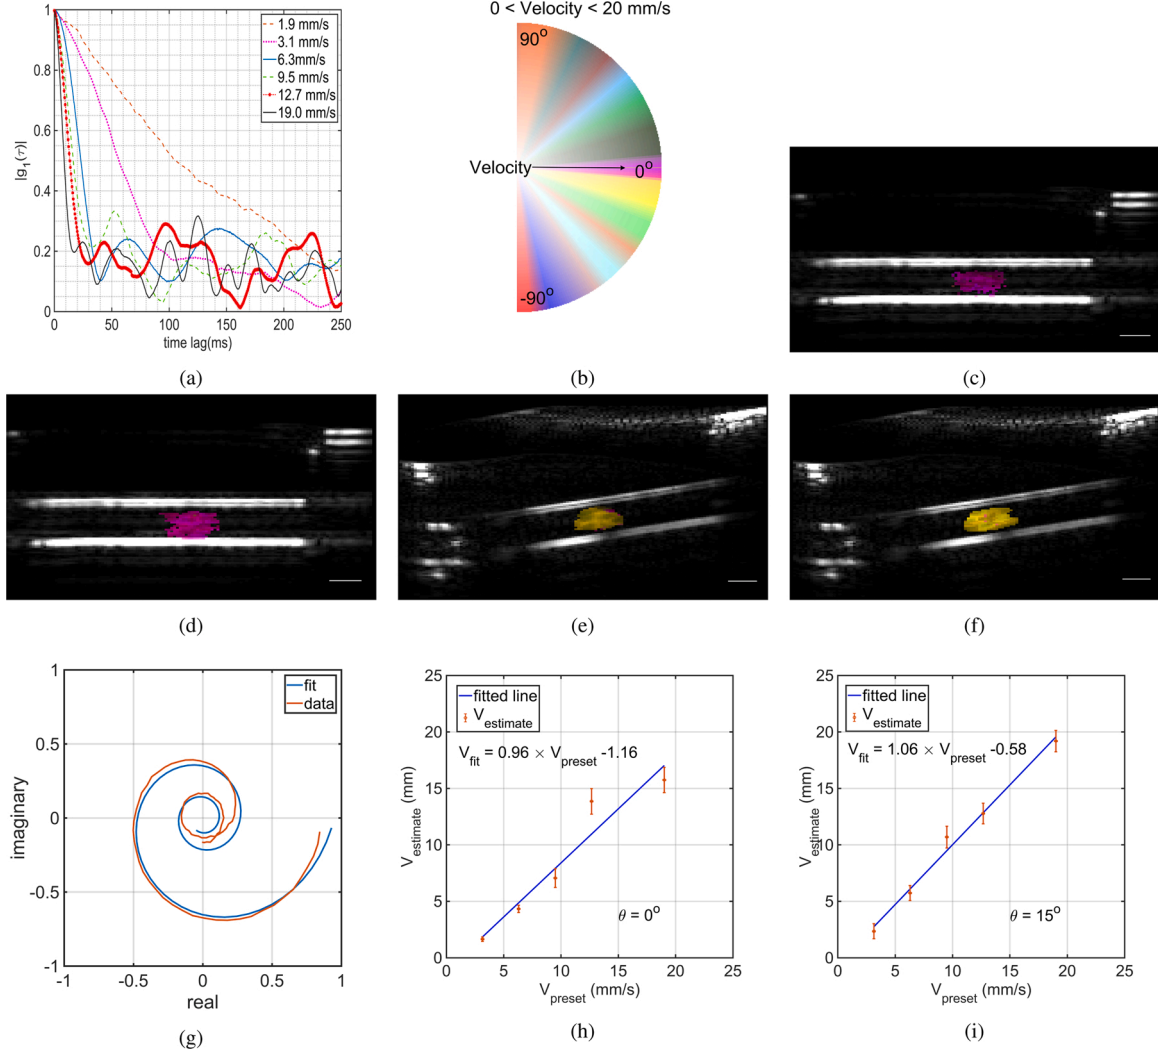 1
0.8
0.6
0.4
0.2
0
|g1(τ)|
1.9 mm/s
3.1 mm/s
6.3mm/s
9.5 mm/s
12.7 mm/s
19.0 mm/s
0 50 100 150 200 250
time lag(ms)
(a)
0 < Velocity < 20 mm/s
90°
Velocity
0°
-90°
(b)
(c)
(d)
(e)
(f)
1
0.5
0
-0.5
-1
imaginary
fit
data
-1 -0.5 0 0.5 1
real
(g)
25
20
15
10
5
0
Vestimate (mm)
fitted line
Vestimate
Vfit = 0.96 × Vpreset -1.16
θ = 0°
0 5 10 15 20 25
Vpreset (mm/s)
(h)
25
20
15
10
5
0
Vestimate (mm)
fitted line
Vestimate
Vfit = 1.06 × Vpreset -0.58
θ = 15°
0 5 10 15 20 25
Vpreset (mm/s)
(i)